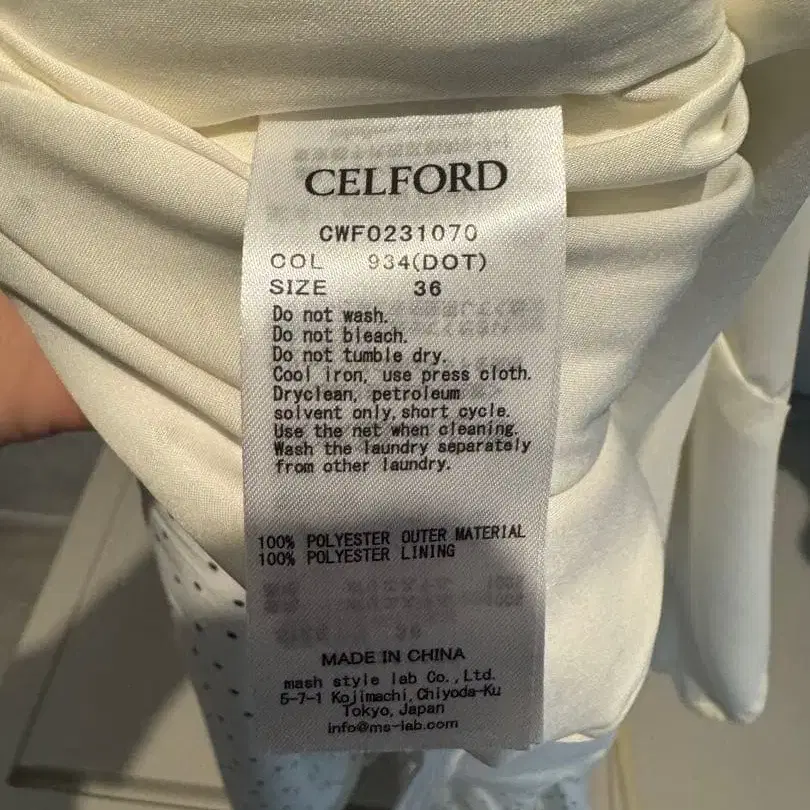 CELFORD
CWF0231070
COL 934(DOT)
SIZE 36
Do not wash.
Do not bleach.
Do not tumble dry.
Cool iron, use press cloth.
Dryclean, petroleum
solvent only,short cycle.
Use the net when cleaning.
Wash the laundry separately
from other laundry.
100% POLYESTER OUTER MATERIAL
100% POLYESTER LINING
MADE IN CHINA
mash style lab Co.,Ltd.
5-7-1 Kojimachi,Chiyoda-Ku
Tokyo,Japan
info@ms-lab.com